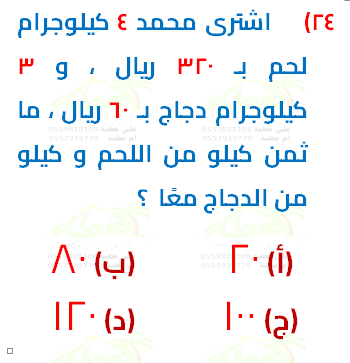 ٢٤) اشترى محمد ٤ كيلوجرام
لحم بـ ٣٢٠ ريال ، و ٣
كيلوجرام دجاج بـ ٦٠ ريال ، ما
ثمن كيلو من اللحم و كيلو
من الدجاج معًا ؟
(أ) ٢٠ (ب) ٨٠
(ج) ١٠٠ (د) ١٢٠